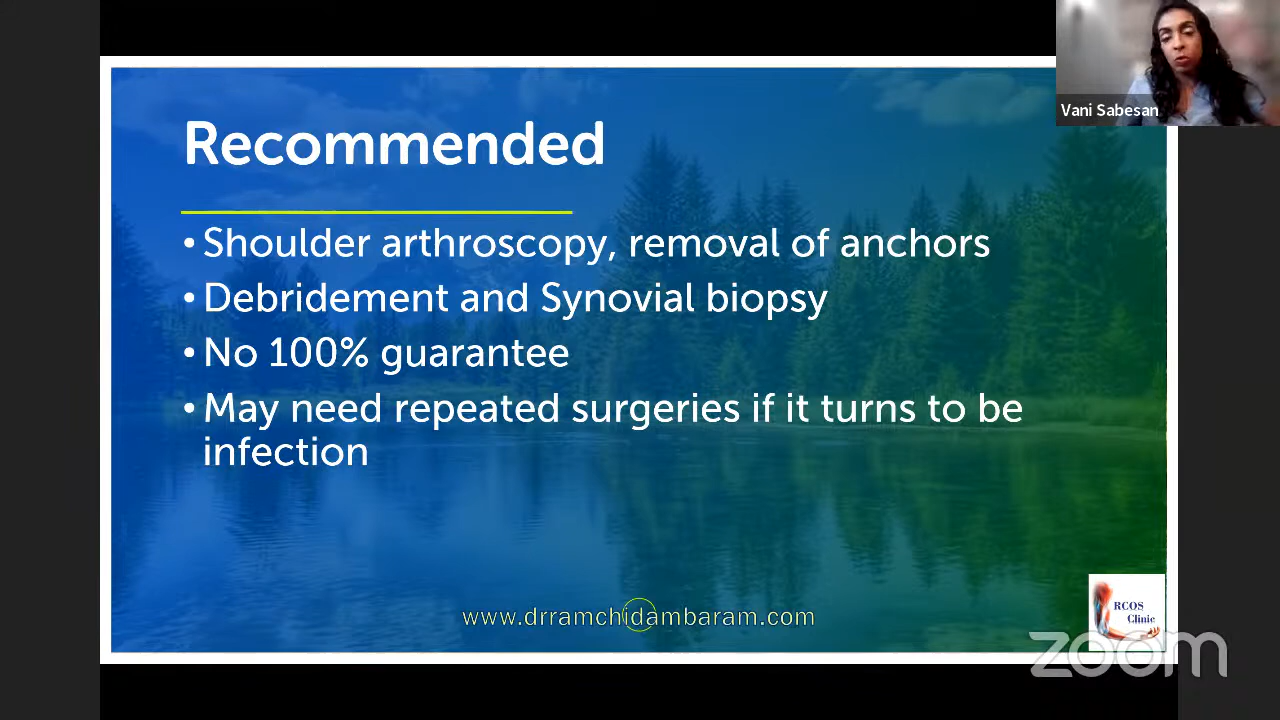 Vani Sabesan
Recommended
• Shoulder arthroscopy, removal of anchors
• Debridement and Synovial biopsy
• No 100% guarantee
• May need repeated surgeries if it turns to be
infection
www.drramchidambaram.com
RCOS
Clinic
zoom